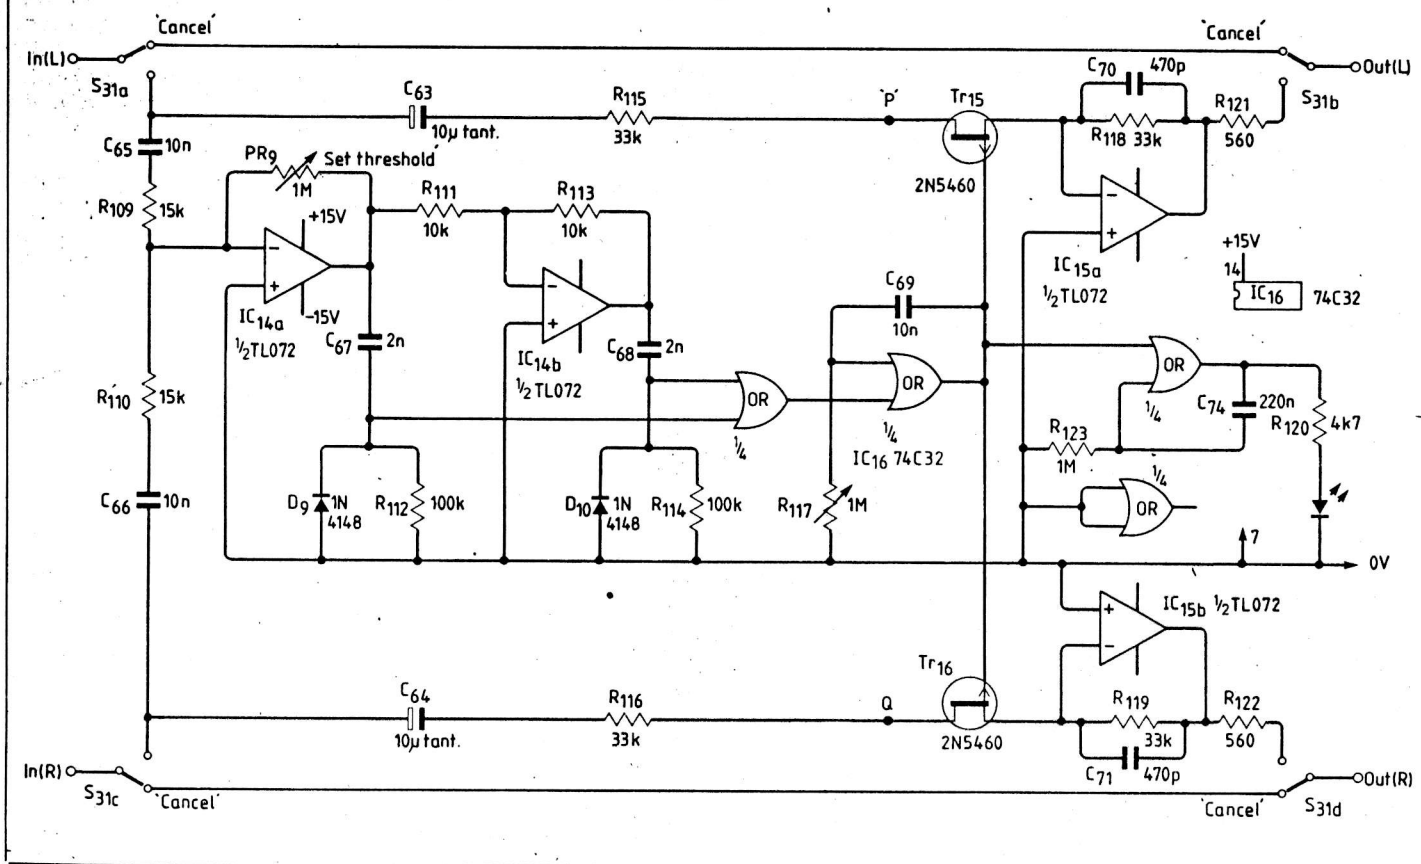 'Cancel'
'Cancel'
In(L)
S31a
C63
10µ tant.
R115
33k
'P'
Tr15
2N5460
C70
470p
R118 33k
R121
560
S31b
Out(L)
C65
10n
PR9
1M
'Set threshold'
R109
15k
+15V
-
+
-15V
IC14a
½TL072
R111
10k
R113
10k
-
+
IC14b
½TL072
C67
2n
C68
2n
C69
10n
-
+
IC15a
½TL072
+15V
14
IC16
74C32
R110
15k
OR
¼
OR
¼
IC16 74C32
OR
¼
C74
220n
R120
4k7
R123
1M
¼
OR
C66
10n
D9
1N
4148
R112
100k
D10
1N
4148
R114
100k
R117
1M
7
0V
+
-
IC15b ½TL072
Tr16
2N5460
C64
10µ tant.
R116
33k
Q
R119
33k
R122
560
C71
470p
In(R)
S31c
'Cancel'
'Cancel'
S31d
Out(R)